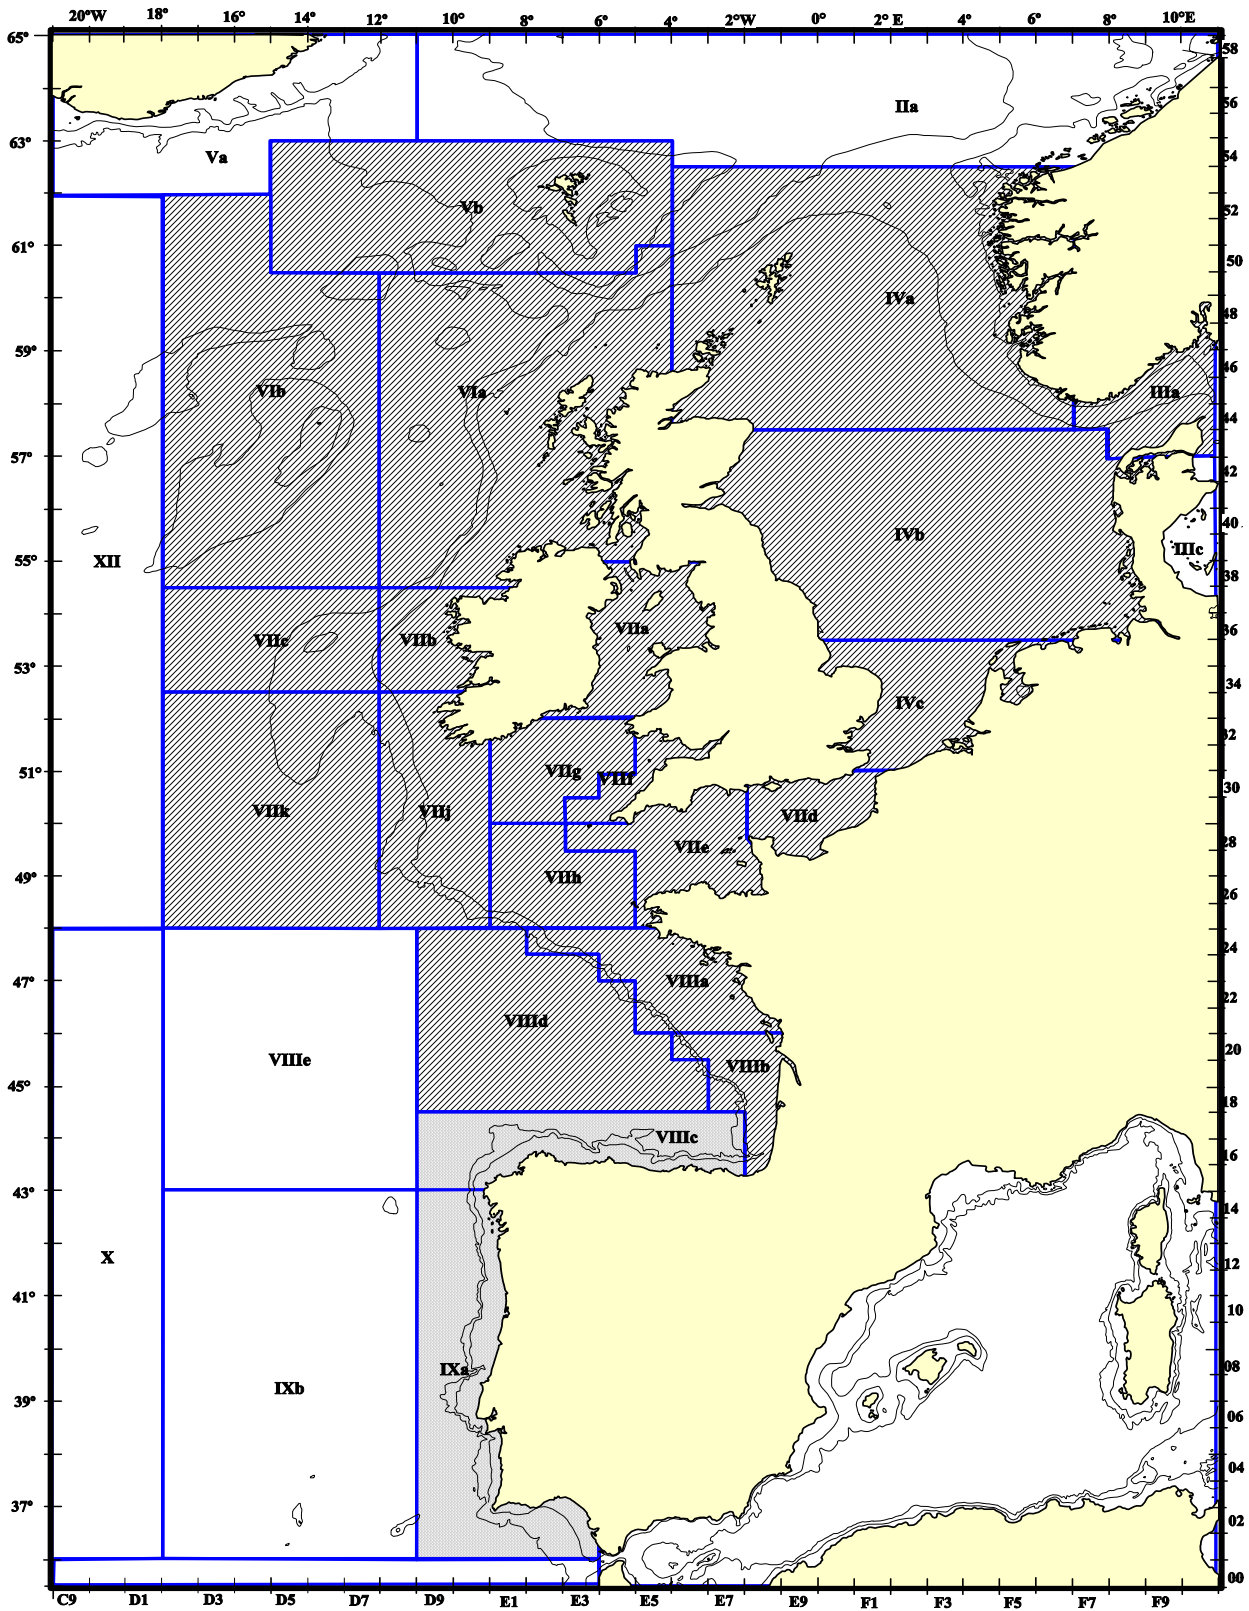 20°W 16° 14° 12° 10° 8° 6° 4° 2°W 0° 2° E 4° 6° 8° 10°E
65° 58
IIa 56
63° Va 54
Vb 52
61° 50
IVa 48
59° 46
VIb VIa IIIa 44
57° 42
IVb 40
55° XII IIIc 38
VIIc VIIb VIIa 36
53° 34
IVc 32
51° VIIg VIIf 30
VIIk VIIj VIId 28
VIIe
49° VIIh 26
24
47° VIIIa 22
VIIId 20
VIIIe VIIIb
45° 18
VIIIc 16
43° 14
X 12
41° 10
IXa 08
39° IXb 06
04
37° 02
00
C9 D1 D3 D5 D7 D9 E1 E3 E5 E7 E9 F1 F3 F5 F7 F9